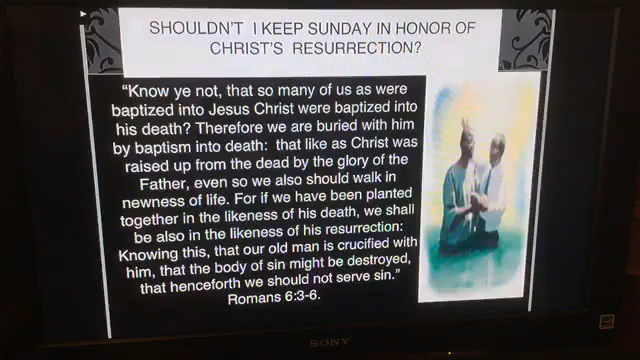 SHOULDN'T I KEEP SUNDAY IN HONOR OF
CHRIST'S RESURRECTION?
“Know ye not, that so many of us as were
baptized into Jesus Christ were baptized into
his death? Therefore we are buried with him
by baptism into death: that like as Christ was
raised up from the dead by the glory of the
Father, even so we also should walk in
newness of life. For if we have been planted
together in the likeness of his death, we shall
be also in the likeness of his resurrection:
Knowing this, that our old man is crucified with
him, that the body of sin might be destroyed,
that henceforth we should not serve sin.”
Romans 6:3-6.
SONY